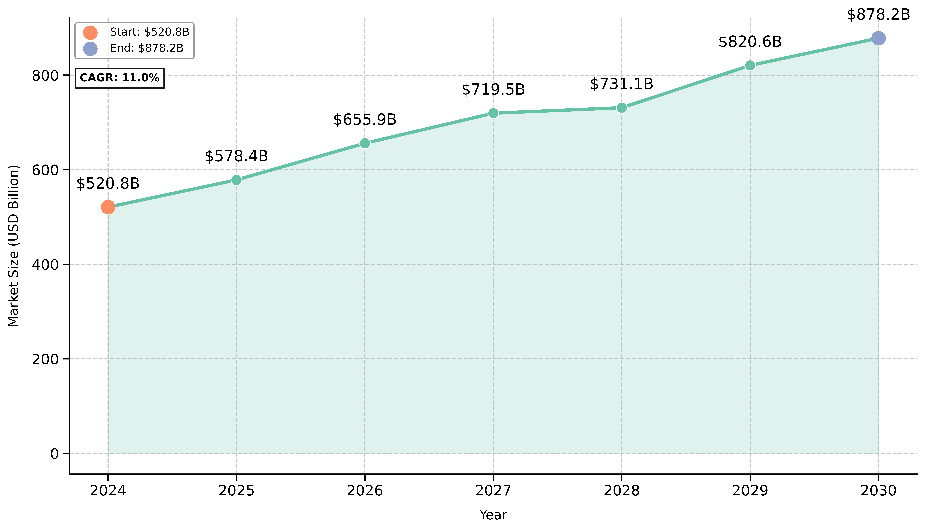 $878.2B
Start: $520.8B
End: $878.2B
$820.6B
CAGR: 11.0%
$731.1B
$719.5B
$655.9B
$578.4B
$520.8B
800
600
400
200
0
Market Size (USD Billion)
2024 2025 2026 2027 2028 2029 2030
Year